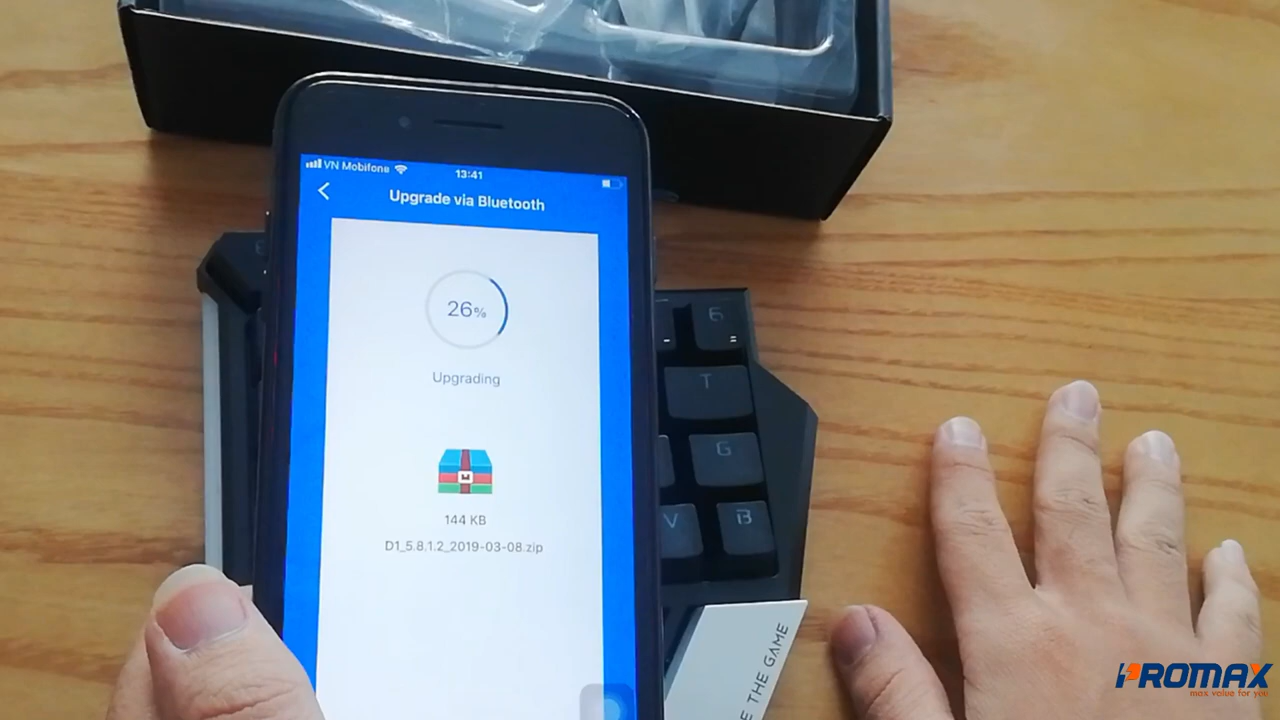 VN Mobifone
13:41
Upgrade via Bluetooth
26%
Upgrading
144 KB
D1_5.8.1.2_2019-03-08.zip
6
-
=
T
G
V
B
THE GAME
PROMAX
max value for you